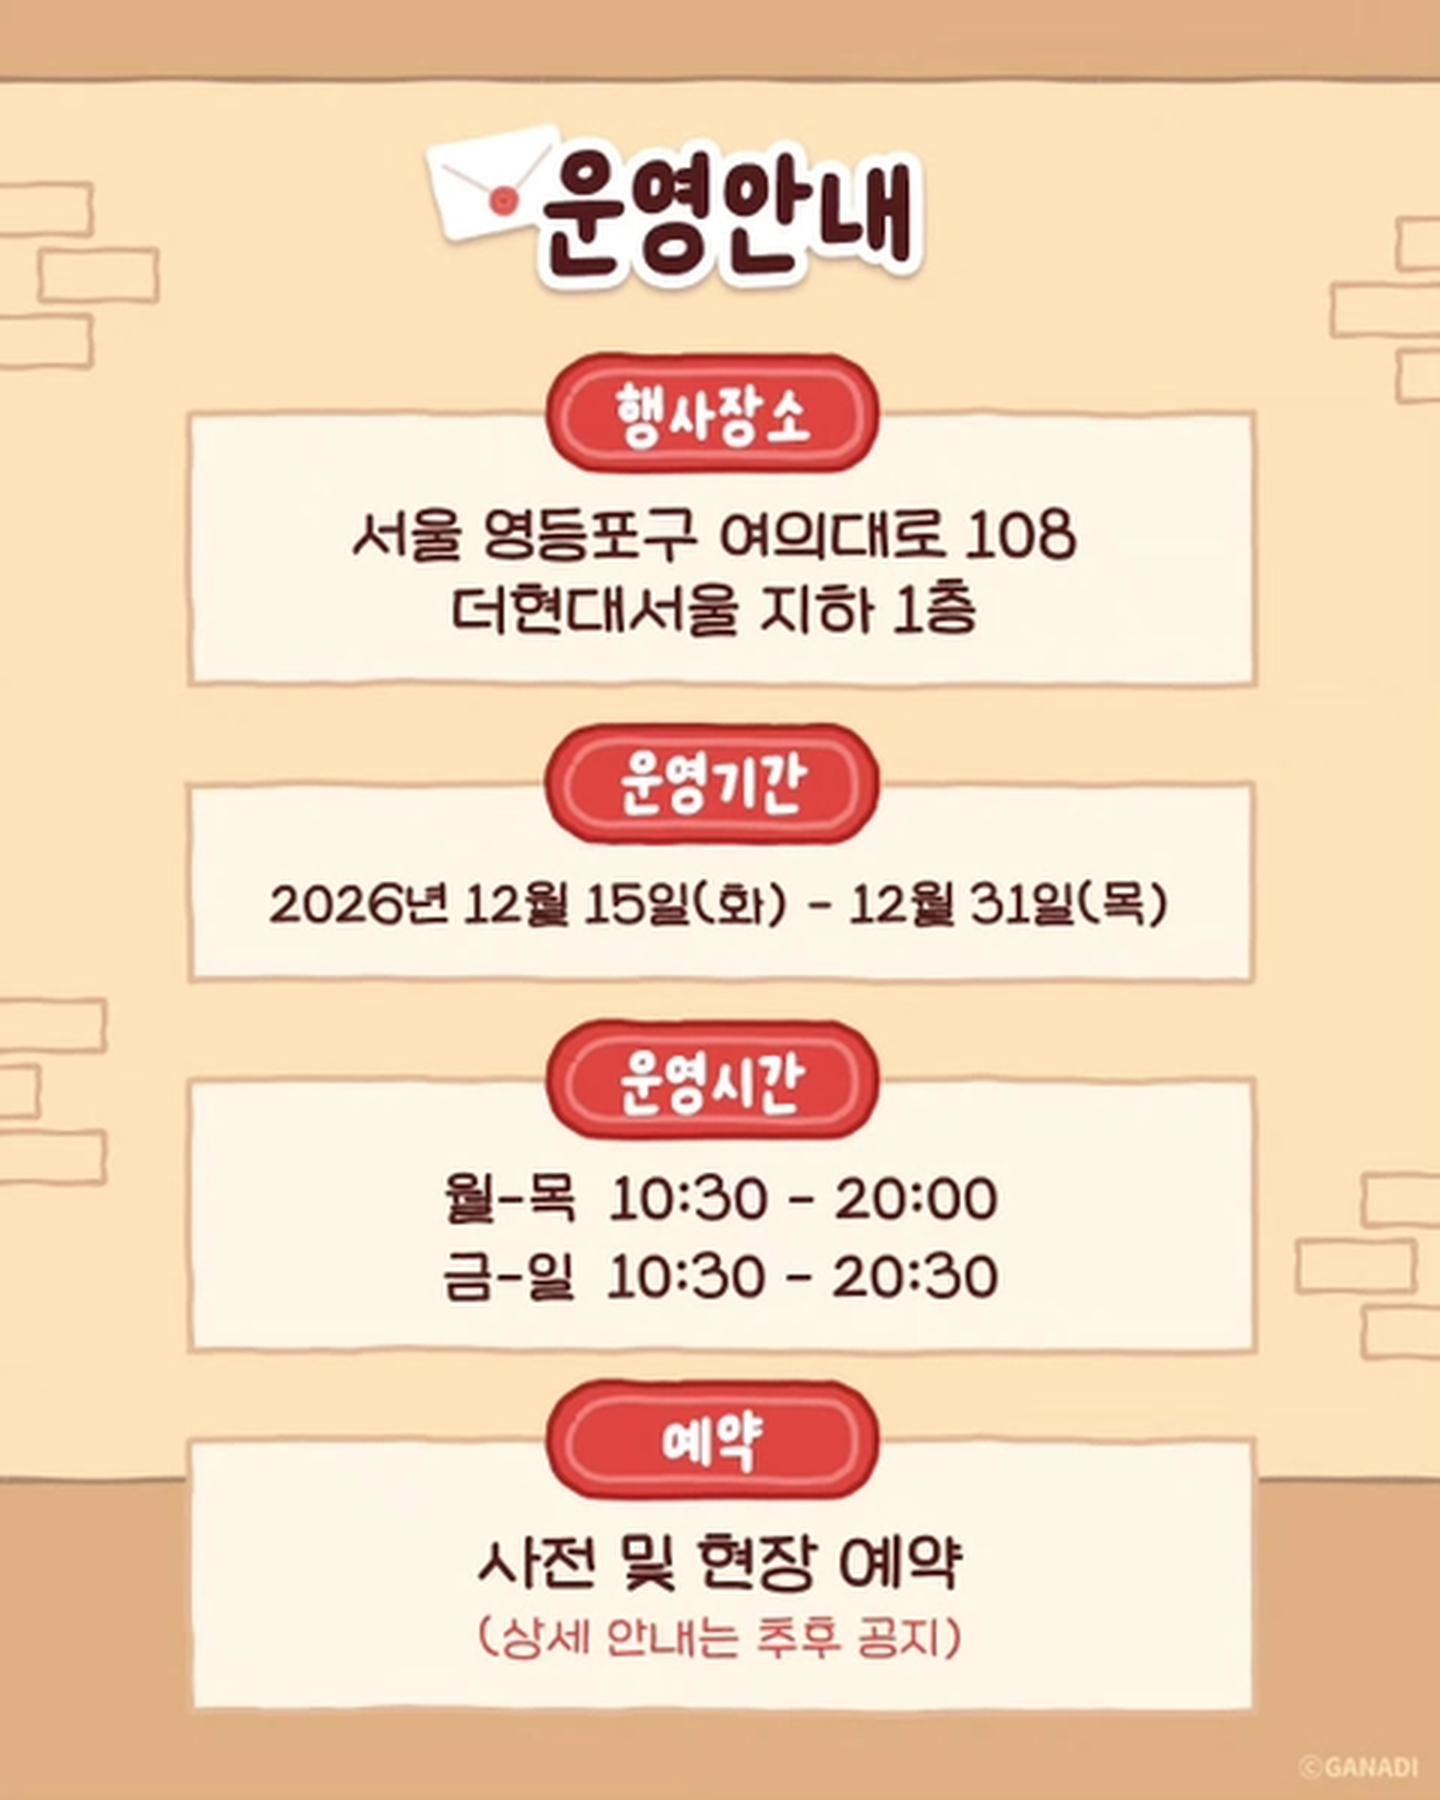 운영안내
행사장소
서울 영등포구 여의대로 108
더현대서울 지하 1층
운영기간
2026년 12월 15일(화) - 12월 31일(목)
운영시간
월-목 10:30 - 20:00
금-일 10:30 - 20:30
예약
사전 및 현장 예약
(상세 안내는 추후 공지)
©GANADI